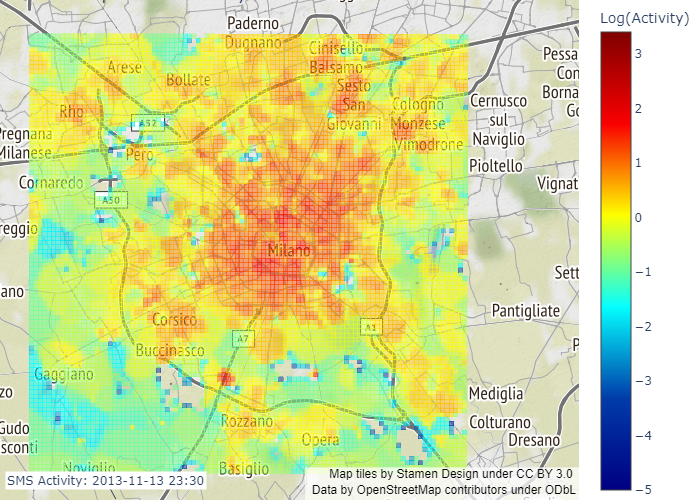 Paderno
Dugnano
Cinisello
Balsamo
Arese
Bollate
Sesto
San
Giovanni
Rho
A52
Cologno
Monzese
Vimodrone
Pero
Pregnana
Milanese
Cornaredo
A50
reggio
Milano
ano
Corsico
A7
A1
Buccinasco
Gaggiano
zo
Gudo
sconti
Rozzano
Opera
Noviglio
Basiglio
Pessa
Con
Borna
Go
Cernusco
sul
Naviglio
Pioltello
Vignat
Sett
Pantigliate
P
Mediglia
Colturano
Dresano
SMS Activity: 2013-11-13 23:30
Map tiles by Stamen Design under CC BY 3.0
Data by OpenStreetMap contributors under ODbL
Log(Activity)
3
2
1
0
−1
−2
−3
−4
−5